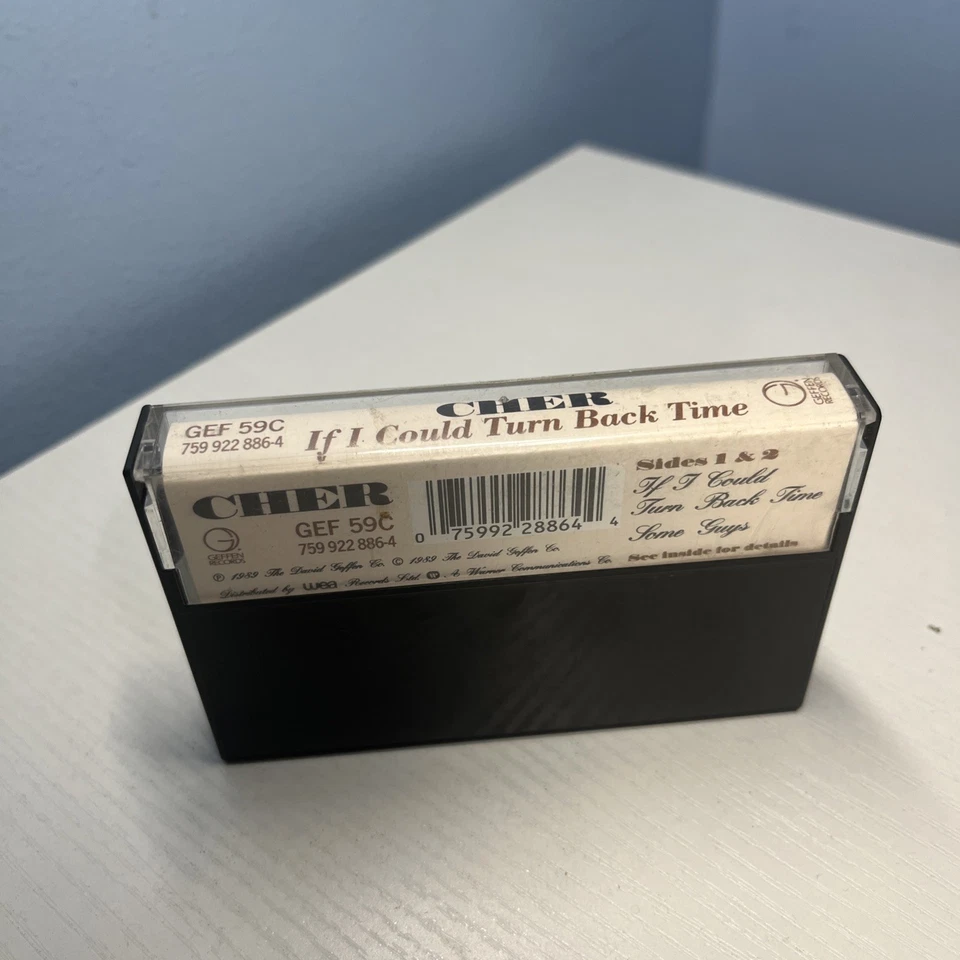 CHER
GEF 59C
759 922 886-4
If I Could Turn Back Time
GEFFEN
RECORDS
CHER
GEF 59C
759 922 886-4
GEFFEN
RECORDS
0 75992 28864 4
Sides 1 & 2
If I Could
Turn Back Time
Some Guys
See inside for details
℗ 1989 The David Geffen Co. © 1989 The David Geffen Co.
Distributed by wea Records Ltd. A Warner Communications Co.